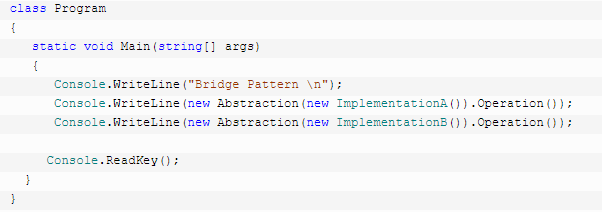 class Program
{
static void Main(string[] args)
{
Console.WriteLine("Bridge Pattern \n");
Console.WriteLine(new Abstraction(new ImplementationA()).Operation());
Console.WriteLine(new Abstraction(new ImplementationB()).Operation());
Console.ReadKey();
}
}